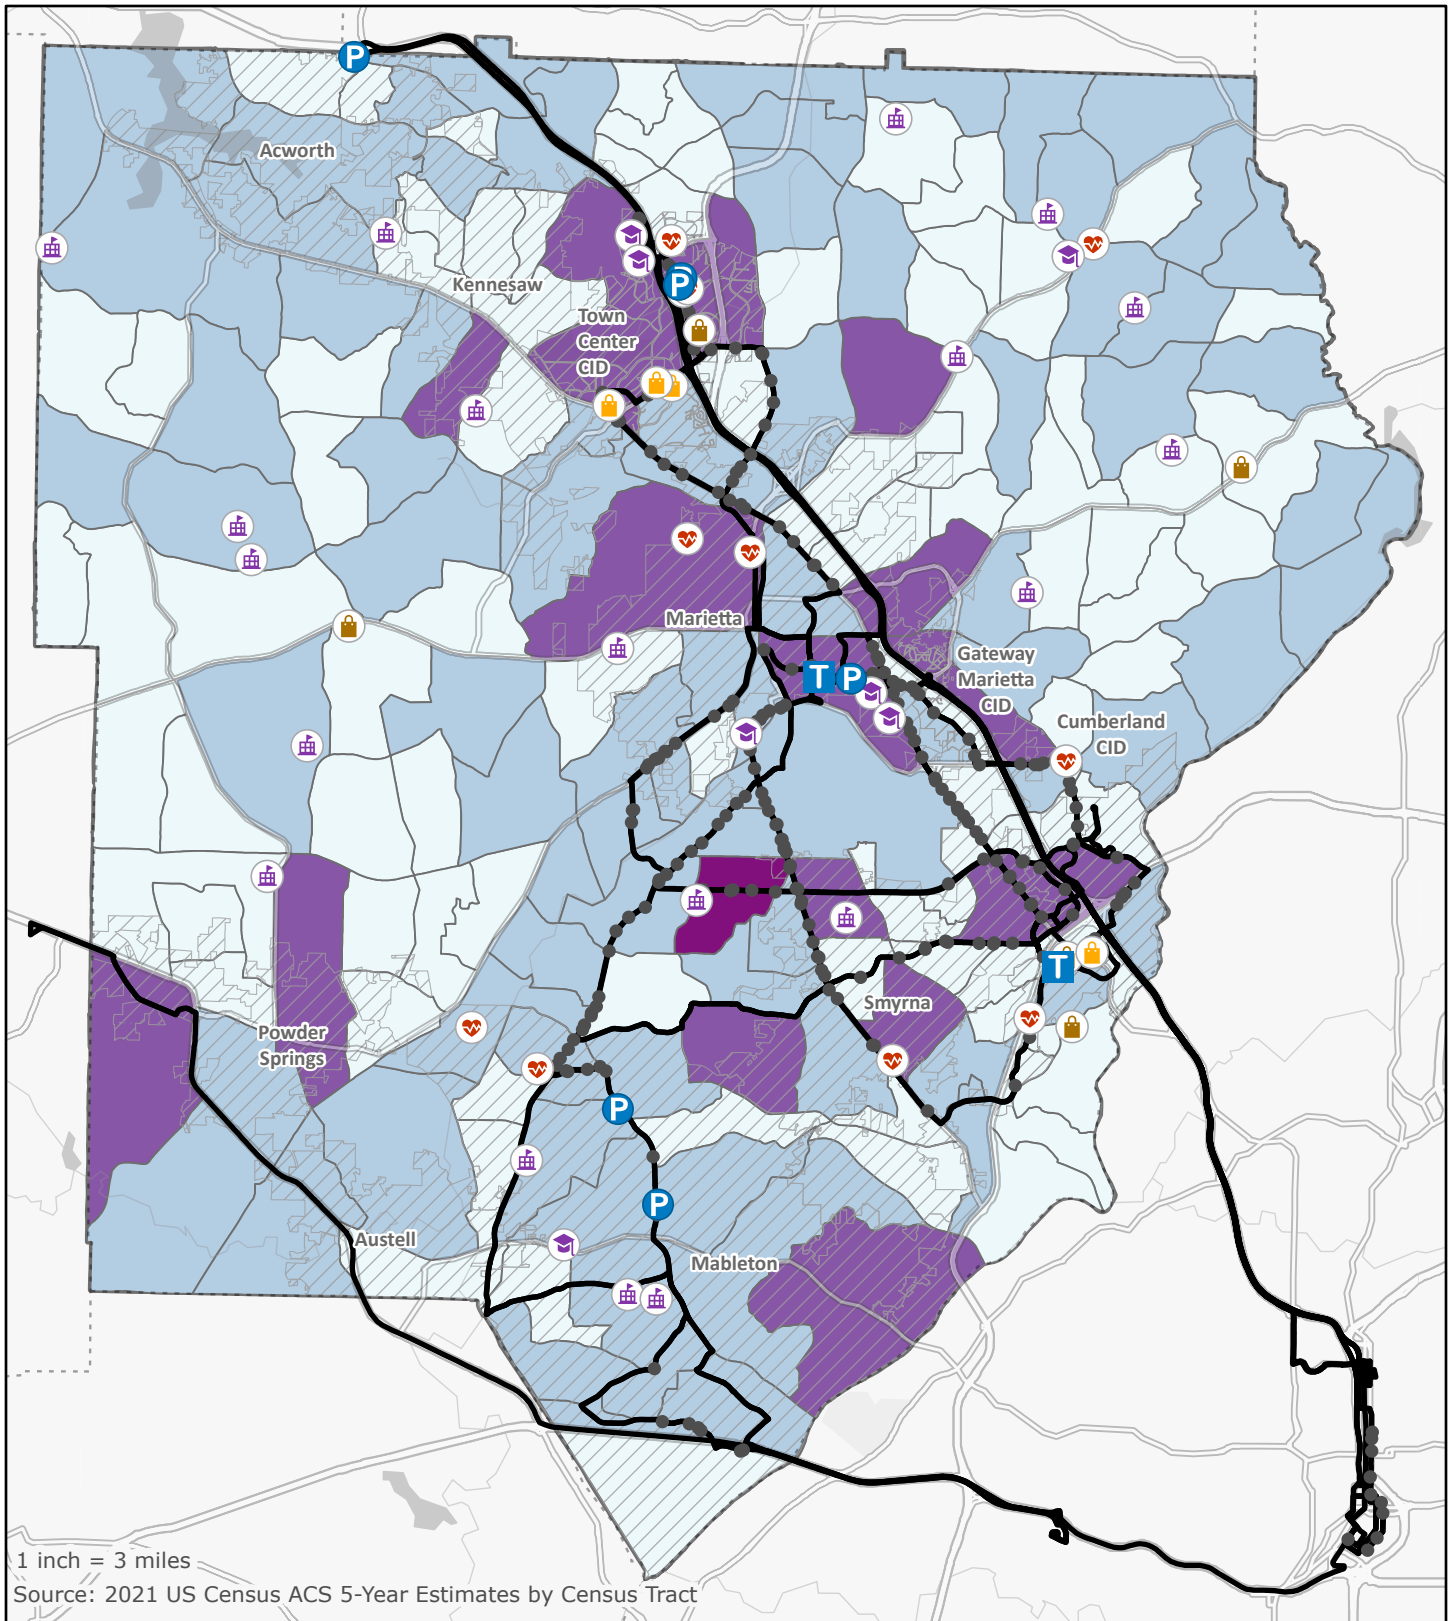 P
Acworth
Kennesaw
P
Town
Center
CID
Marietta
Gateway
Marietta
CID
T
P
Cumberland
CID
T
Smyrna
Powder
Springs
P
P
Austell
Mableton
1 inch = 3 miles
Source: 2021 US Census ACS 5-Year Estimates by Census Tract